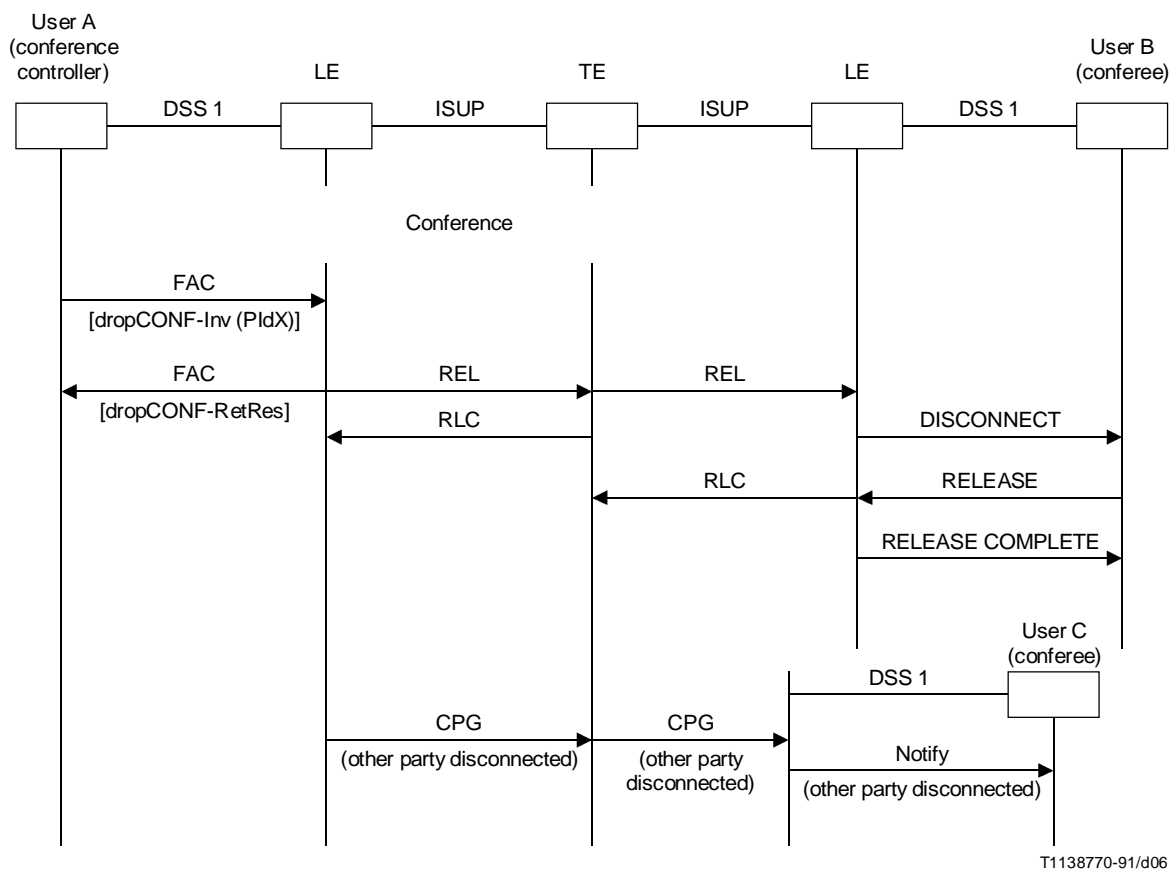 User A
(conference
controller)
LE
TE
LE
User B
(conferee)
DSS 1
ISUP
ISUP
DSS 1
Conference
FAC
[dropCONF-Inv (PIdX)]
FAC
REL
REL
[dropCONF-RetRes]
RLC
DISCONNECT
RLC
RELEASE
RELEASE COMPLETE
User C
(conferee)
DSS 1
CPG
(other party disconnected)
CPG
(other party
disconnected)
Notify
(other party disconnected)
T1138770-91/d06